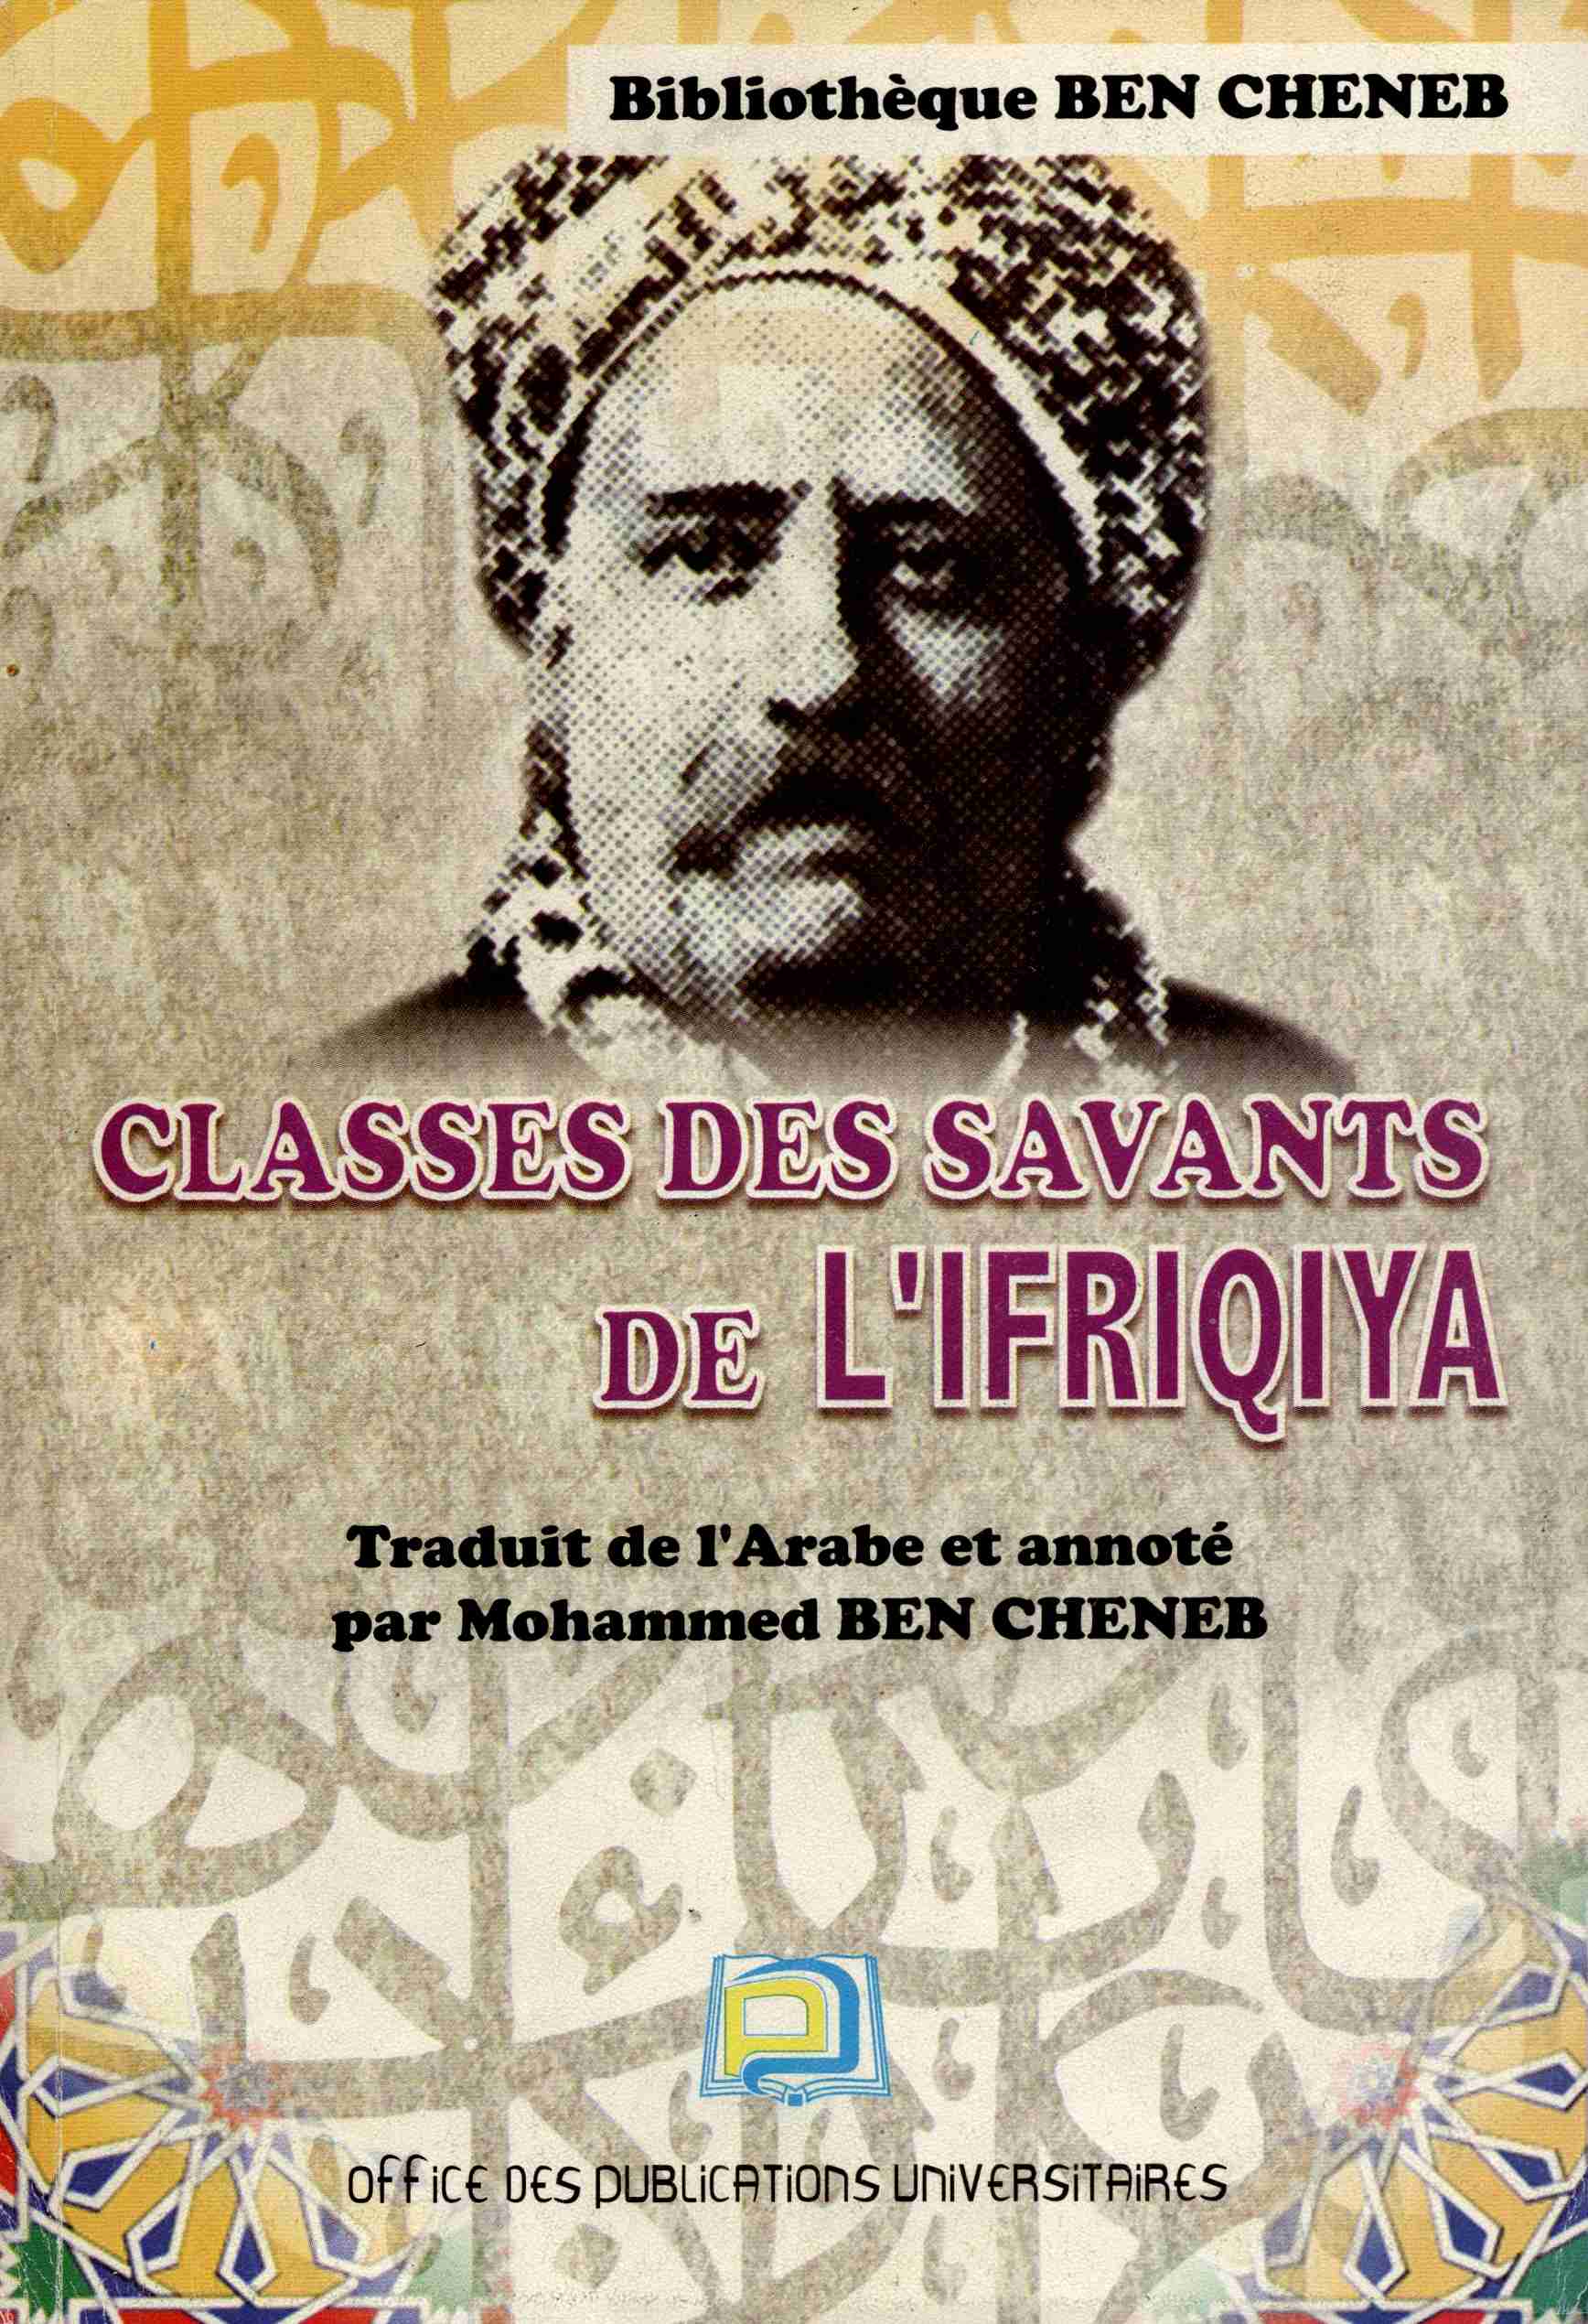 Bibliothèque BEN CHENEB
CLASSES DES SAVANTS
DE L'IFRIQIYA
Traduit de l'Arabe et annoté
par Mohammed BEN CHENEB
OFFICE DES PUBLICATIONS UNIVERSITAIRES